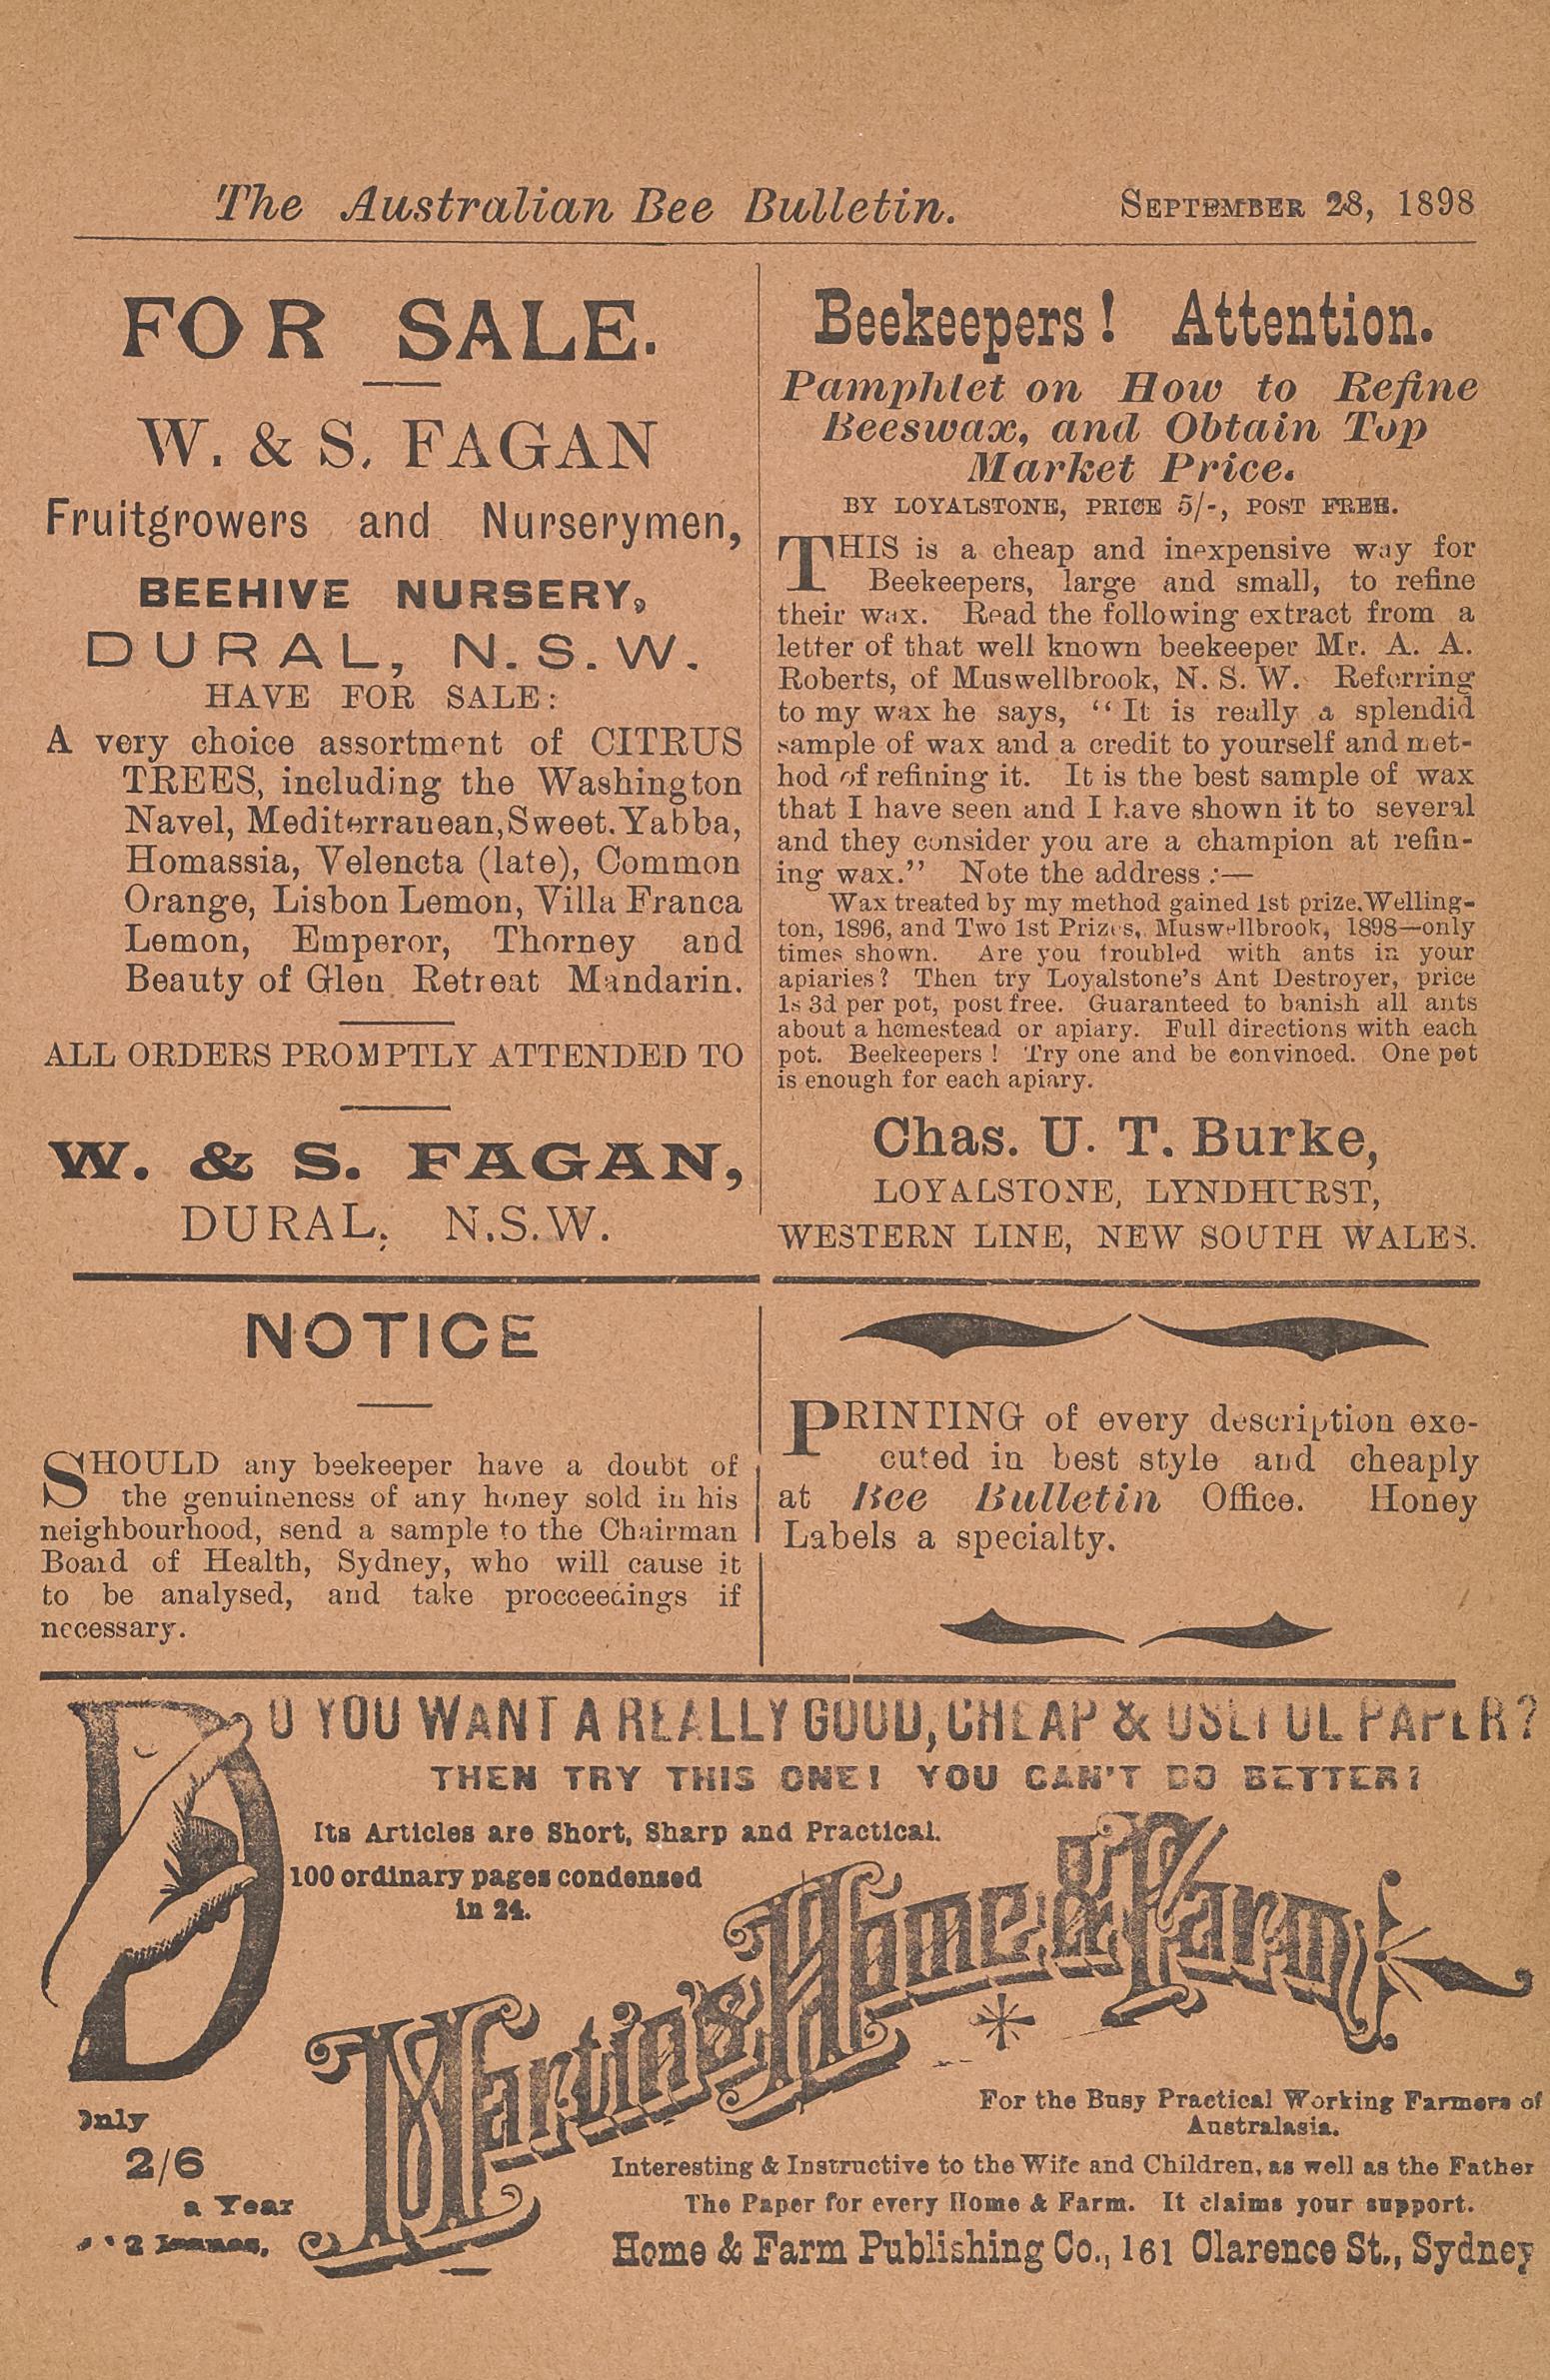 The Australian Bee Bulletin. SEPTEMBER 28, 1898
FOR SALE.
W. & S. FAGAN
Fruitgrowers and Nurserymen,
BEEHIVE NURSERY,
DURAL, N.S.W.
HAVE FOR SALE:
A very choice assortment of CITRUS
TREES, including the Washington
Navel, Mediterrauean, Sweet. Yabba,
Homassia, Velencta (late), Common
Orange, Lisbon Lemon, Villa Franca
Lemon, Emperor, Thorney and
Beauty of Glen Retreat Mandarin.
ALL ORDERS PROMPTLY ATTENDED TO
W. & S. FAGAN,
DURAL, N.S.W.
Beekeepers! Attention.
Pamphlet on How to Refine
Beeswax, and Obtain Top
Market Price.
BY LOYALSTONE, PRICE 5/-, POST FREE.
THIS is a cheap and inexpensive way for
Beekeepers, large and small, to refine
their wax. Read the following extract from a
letter of that well known beekeeper Mr. A. A.
Roberts, of Muswellbrook, N. S. W. Referring
to my wax he says, "It is really a splendid
sample of wax and a credit to yourself and met-
hod of refining it. It is the best sample of wax
that I have seen and I have shown it to several
and they consider you are a champion at refin-
ing wax." Note the address :—
Wax treated by my method gained 1st prize, Welling-
ton, 1896, and Two 1st Prizes, Muswellbrook, 1898—only
times shown. Are you troubled with ants in your
apiaries? Then try Loyalstone's Ant Destroyer, price
1s 3d per pot, post free. Guaranteed to banish all ants
about a homestead or apiary. Full directions with each
pot. Beekeepers! Try one and be convinced. One pot
is enough for each apiary.
Chas. U. T. Burke,
LOYALSTONE, LYNDHURST,
WESTERN LINE, NEW SOUTH WALES.
NOTICE
SHOULD any beekeeper have a doubt of
the genuineness of any honey sold in his
neighbourhood, send a sample to the Chairman
Board of Health, Sydney, who will cause it
to be analysed, and take procceedings if
necessary.
PRINTING of every description exe-
cuted in best style and cheaply
at Bee Bulletin Office. Honey
Labels a specialty.
DO YOU WANT A REALLY GOOD, CHEAP & USEFUL PAPER?
THEN TRY THIS ONE! YOU CAN'T DO BETTER?
Its Articles are Short, Sharp and Practical.
100 ordinary pages condensed
in 24.
Martin's Home & Farm
Only
2/6
a Year
2 Issues.
For the Busy Practical Working Farmers of
Australasia.
Interesting & Instructive to the Wife and Children, as well as the Father
The Paper for every Home & Farm. It claims your support.
Home & Farm Publishing Co., 161 Clarence St., Sydney